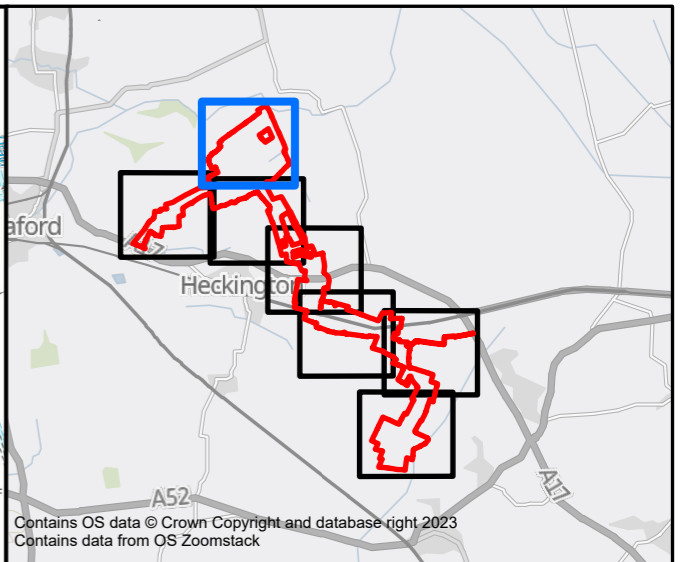 aford
Heckington
A52
A17
Contains OS data © Crown Copyright and database right 2023
Contains data from OS Zoomstack